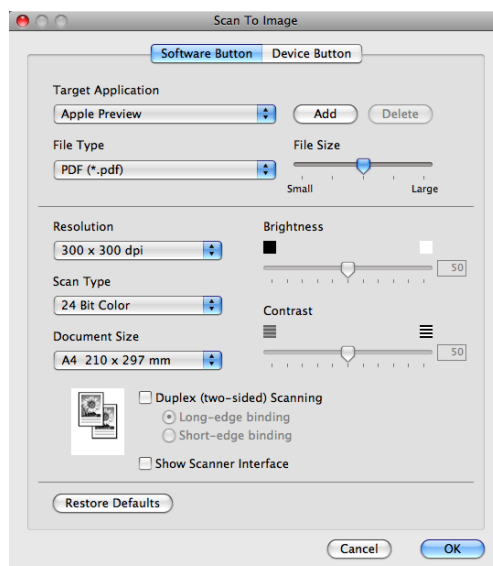 Scan To Image
Software Button Device Button
Target Application
Apple Preview Add Delete
File Type File Size
PDF (*.pdf)
Small Large
Resolution Brightness
300 x 300 dpi
50
Scan Type
24 Bit Color
Contrast
Document Size
A4 210 x 297 mm 50
Duplex (two-sided) Scanning
Long-edge binding
Short-edge binding
Show Scanner Interface
Restore Defaults
Cancel OK